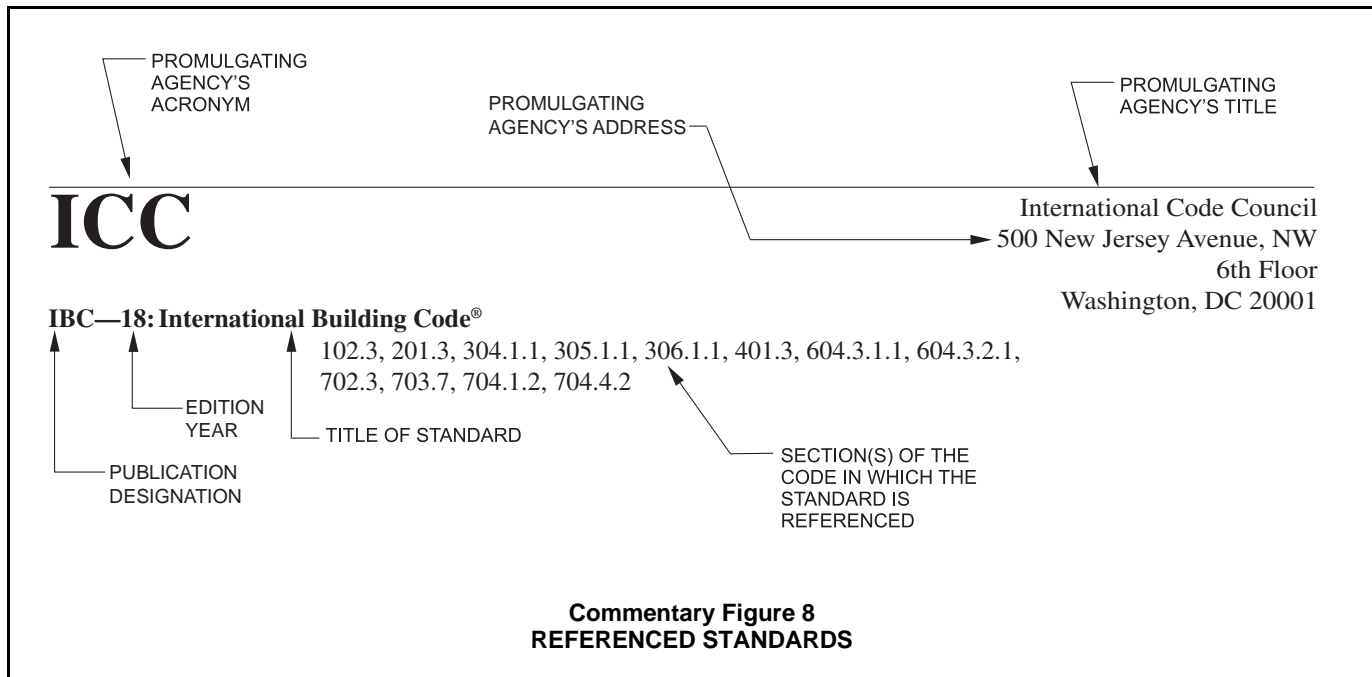 PROMULGATING
AGENCY'S
ACRONYM
PROMULGATING
AGENCY'S ADDRESS
PROMULGATING
AGENCY'S TITLE
ICC
International Code Council
500 New Jersey Avenue, NW
6th Floor
Washington, DC 20001
IBC—18: International Building Code®
102.3, 201.3, 304.1.1, 305.1.1, 306.1.1, 401.3, 604.3.1.1, 604.3.2.1,
702.3, 703.7, 704.1.2, 704.4.2
EDITION
YEAR
TITLE OF STANDARD
PUBLICATION
DESIGNATION
SECTION(S) OF THE
CODE IN WHICH THE
STANDARD IS
REFERENCED
Commentary Figure 8
REFERENCED STANDARDS